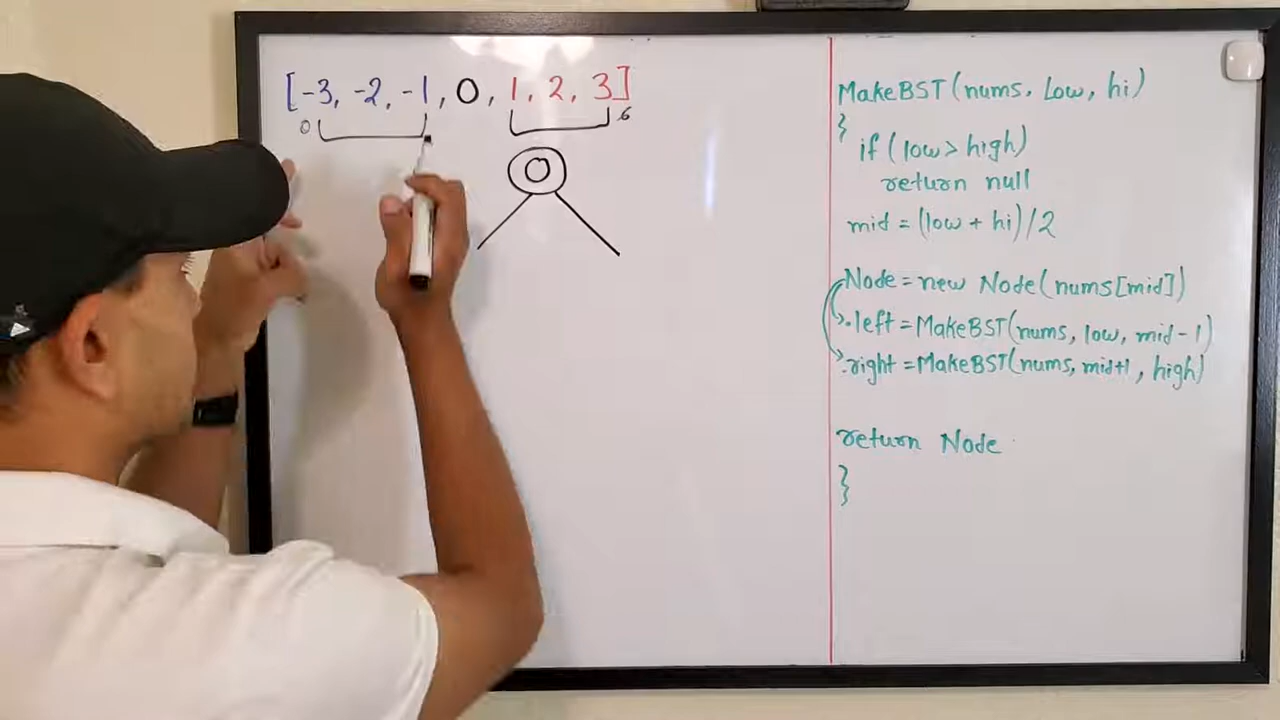 [-3, -2, -1, 0, 1, 2, 3]
0 6
0
MakeBST(nums, Low, hi)
}
if (low > high)
return null
mid = (low + hi)/2
Node = new Node(nums[mid])
.left = MakeBST(nums, low, mid-1)
.right = MakeBST(nums, mid+1, high)
return Node
}